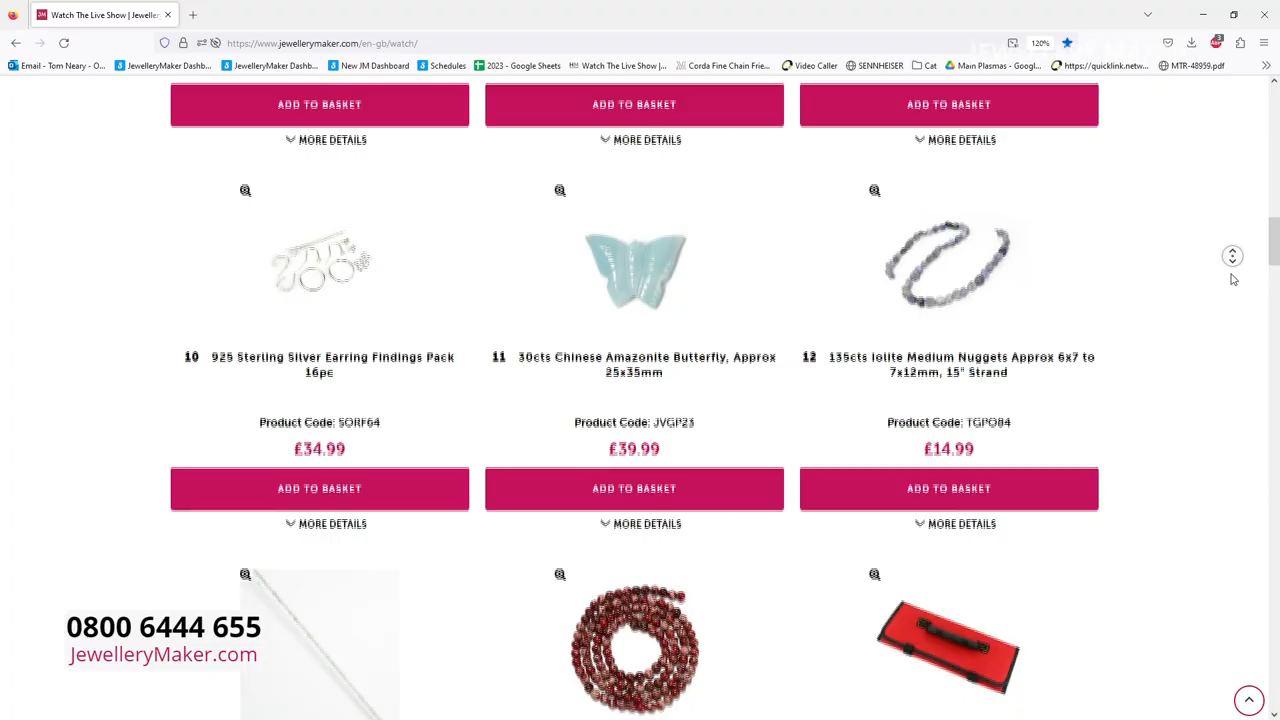 Watch The Live Show | Jeweller
https://www.jewellerymaker.com/en-gb/watch/
120%
Email - Tom Neary - O...
JewelleryMaker Dashb...
JewelleryMaker Dashb...
New JM Dashboard
Schedules
2023 - Google Sheets
Watch The Live Show |...
Corda Fine Chain Frie...
Video Caller
SENNHEISER
Cat
Main Plasmas - Googl...
https://quicklink.netw...
MTR-48959.pdf
ADD TO BASKET
ADD TO BASKET
ADD TO BASKET
MORE DETAILS
MORE DETAILS
MORE DETAILS
10 925 Sterling Silver Earring Findings Pack
16pc
11 30cts Chinese Amazonite Butterfly, Approx
25x35mm
12 135cts Iolite Medium Nuggets Approx 6x7 to
7x12mm, 15" Strand
Product Code: SORF64
Product Code: JVGP23
Product Code: TGPO84
£34.99
£39.99
£14.99
ADD TO BASKET
ADD TO BASKET
ADD TO BASKET
MORE DETAILS
MORE DETAILS
MORE DETAILS
0800 6444 655
JewelleryMaker.com